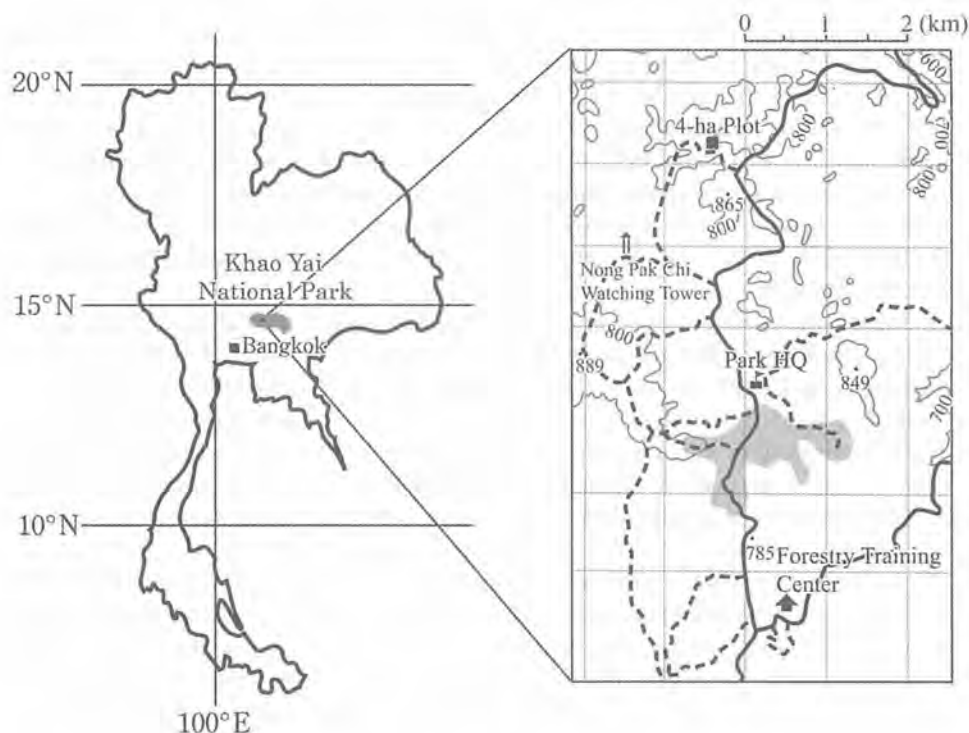 20°N
15°N
10°N
100°E
Khao Yai
National Park
Bangkok
0 1 2 (km)
600
700
800
800
4-ha Plot
865
800
Nong Pak Chi
Watching Tower
800
889
Park HQ
849
700
785
Forestry Training
Center